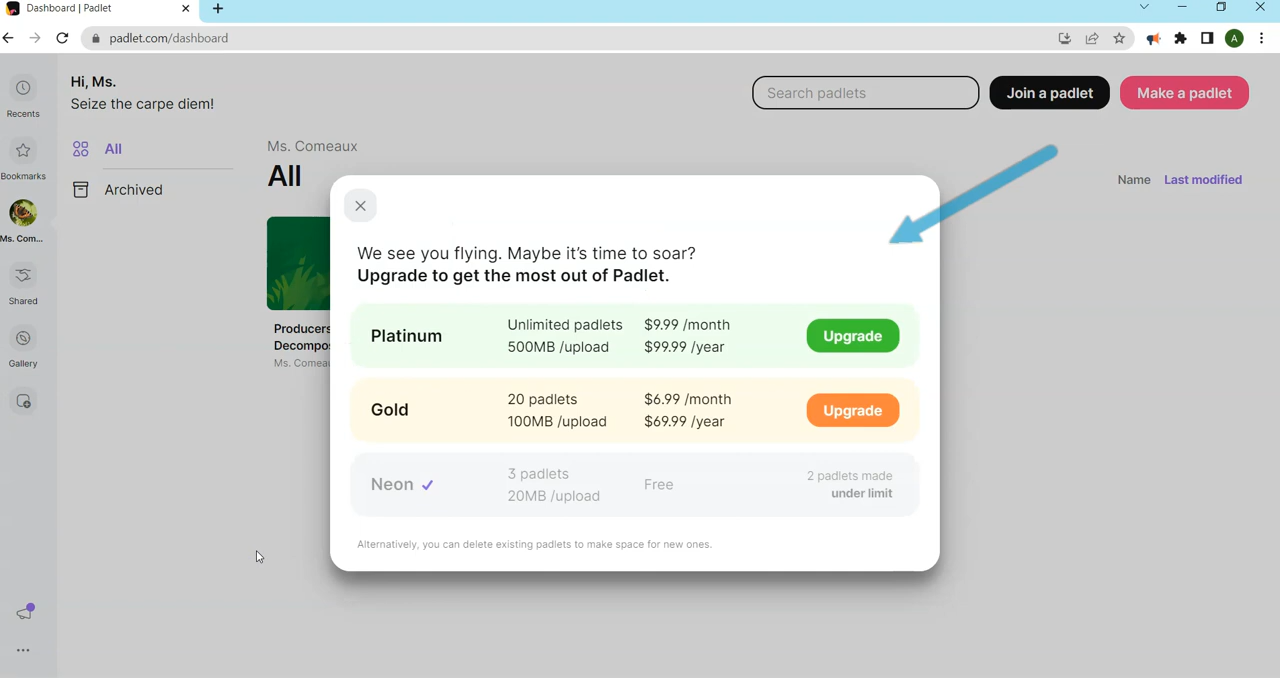 Dashboard | Padlet
padlet.com/dashboard
A
Hi, Ms.
Seize the carpe diem!
Search padlets
Join a padlet
Make a padlet
Recents
Bookmarks
Ms. Com...
Shared
Gallery
All
Archived
Ms. Comeaux
All
Name Last modified
Producers
Decompos
Ms. Comeau
We see you flying. Maybe it's time to soar?
Upgrade to get the most out of Padlet.
Platinum
Unlimited padlets
500MB /upload
$9.99 /month
$99.99 /year
Upgrade
Gold
20 padlets
100MB /upload
$6.99 /month
$69.99 /year
Upgrade
Neon
3 padlets
20MB /upload
Free
2 padlets made
under limit
Alternatively, you can delete existing padlets to make space for new ones.